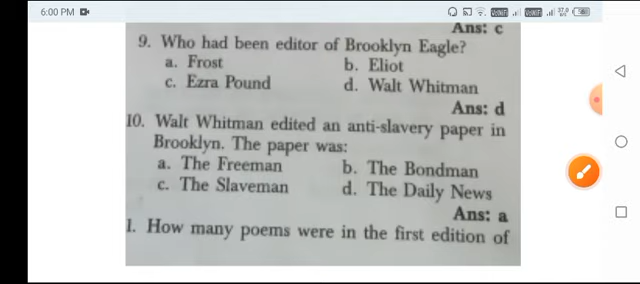 6:00 PM
Ans: c
9. Who had been editor of Brooklyn Eagle?
a. Frost b. Eliot
c. Ezra Pound d. Walt Whitman
Ans: d
10. Walt Whitman edited an anti-slavery paper in
Brooklyn. The paper was:
a. The Freeman b. The Bondman
c. The Slaveman d. The Daily News
Ans: a
1. How many poems were in the first edition of